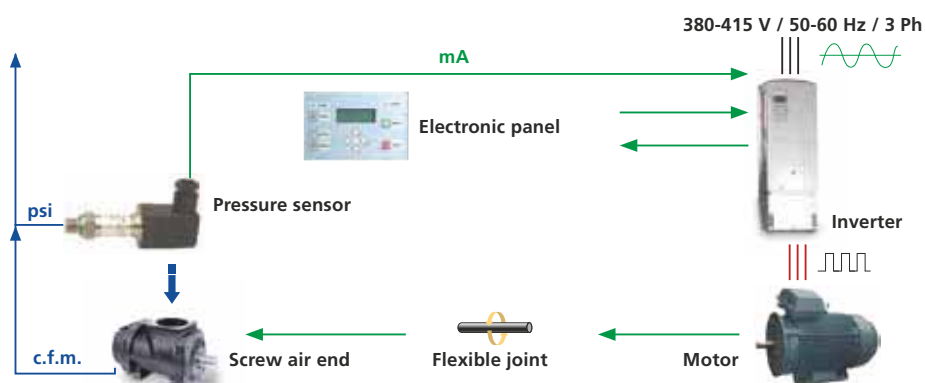 380-415 V / 50-60 Hz / 3 Ph
mA
Electronic panel
Pressure sensor
psi
Inverter
c.f.m.
Screw air end
Flexible joint
Motor